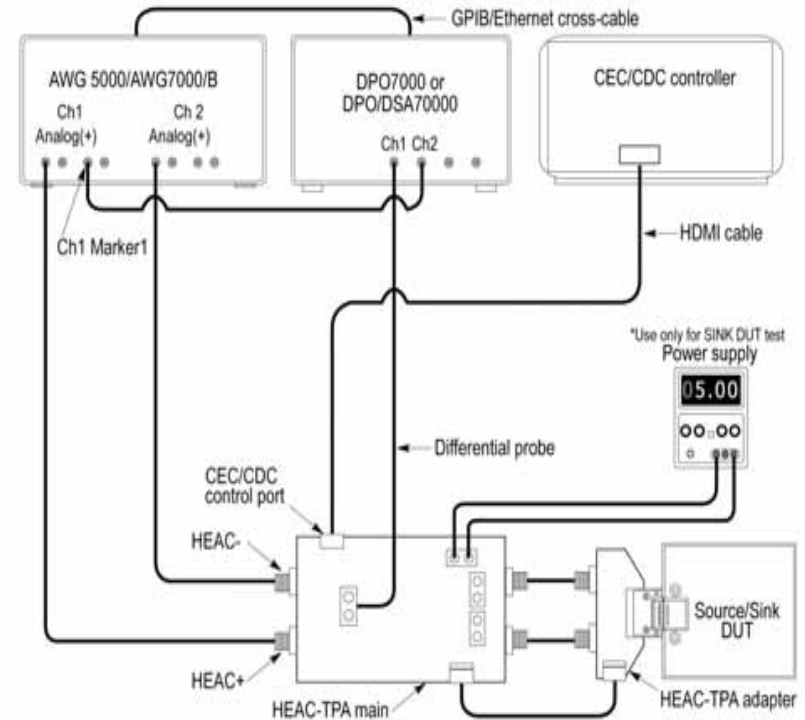 GPIB/Ethernet cross-cable
AWG 5000/AWG7000/B
Ch1
Analog(+)
Ch 2
Analog(+)
DPO7000 or
DPO/DSA70000
Ch1 Ch2
CEC/CDC controller
Ch1 Marker1
HDMI cable
*Use only for SINK DUT test
Power supply
05.00
Differential probe
CEC/CDC
control port
HEAC-
HEAC+
Source/Sink
DUT
HEAC-TPA main
HEAC-TPA adapter